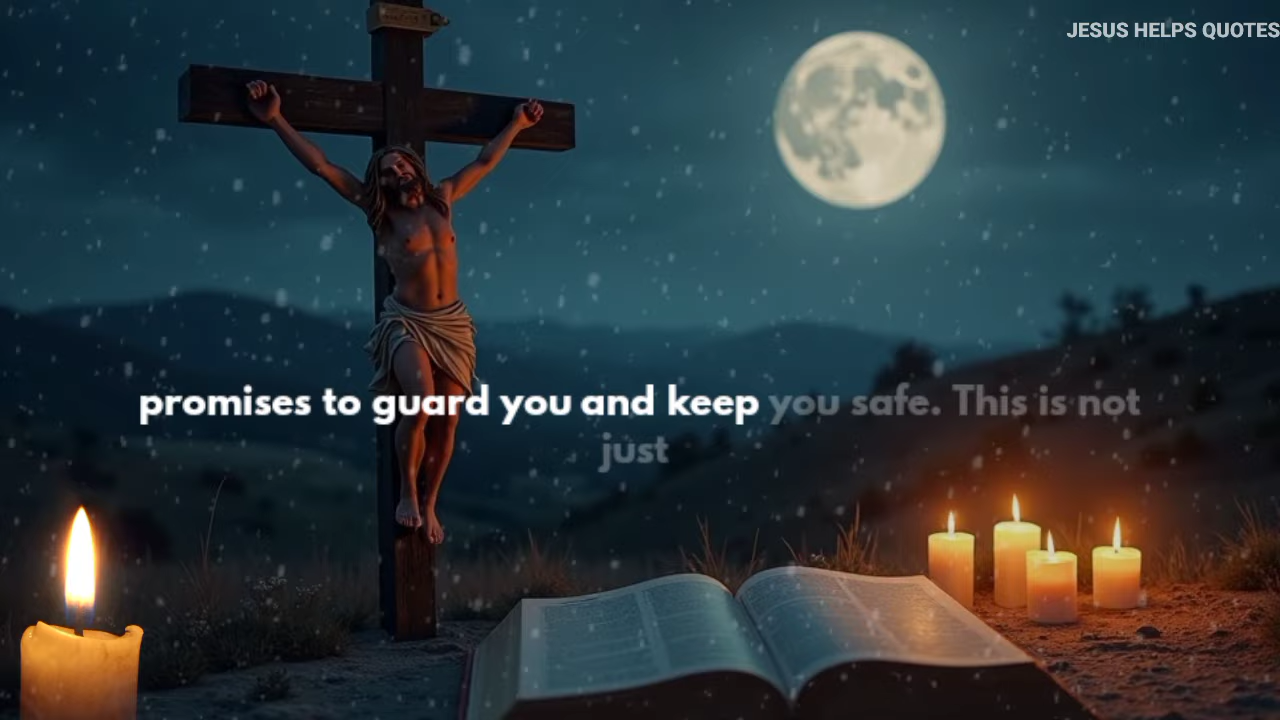 JESUS HELPS QUOTES
promises to guard you and keep you safe. This is not
just